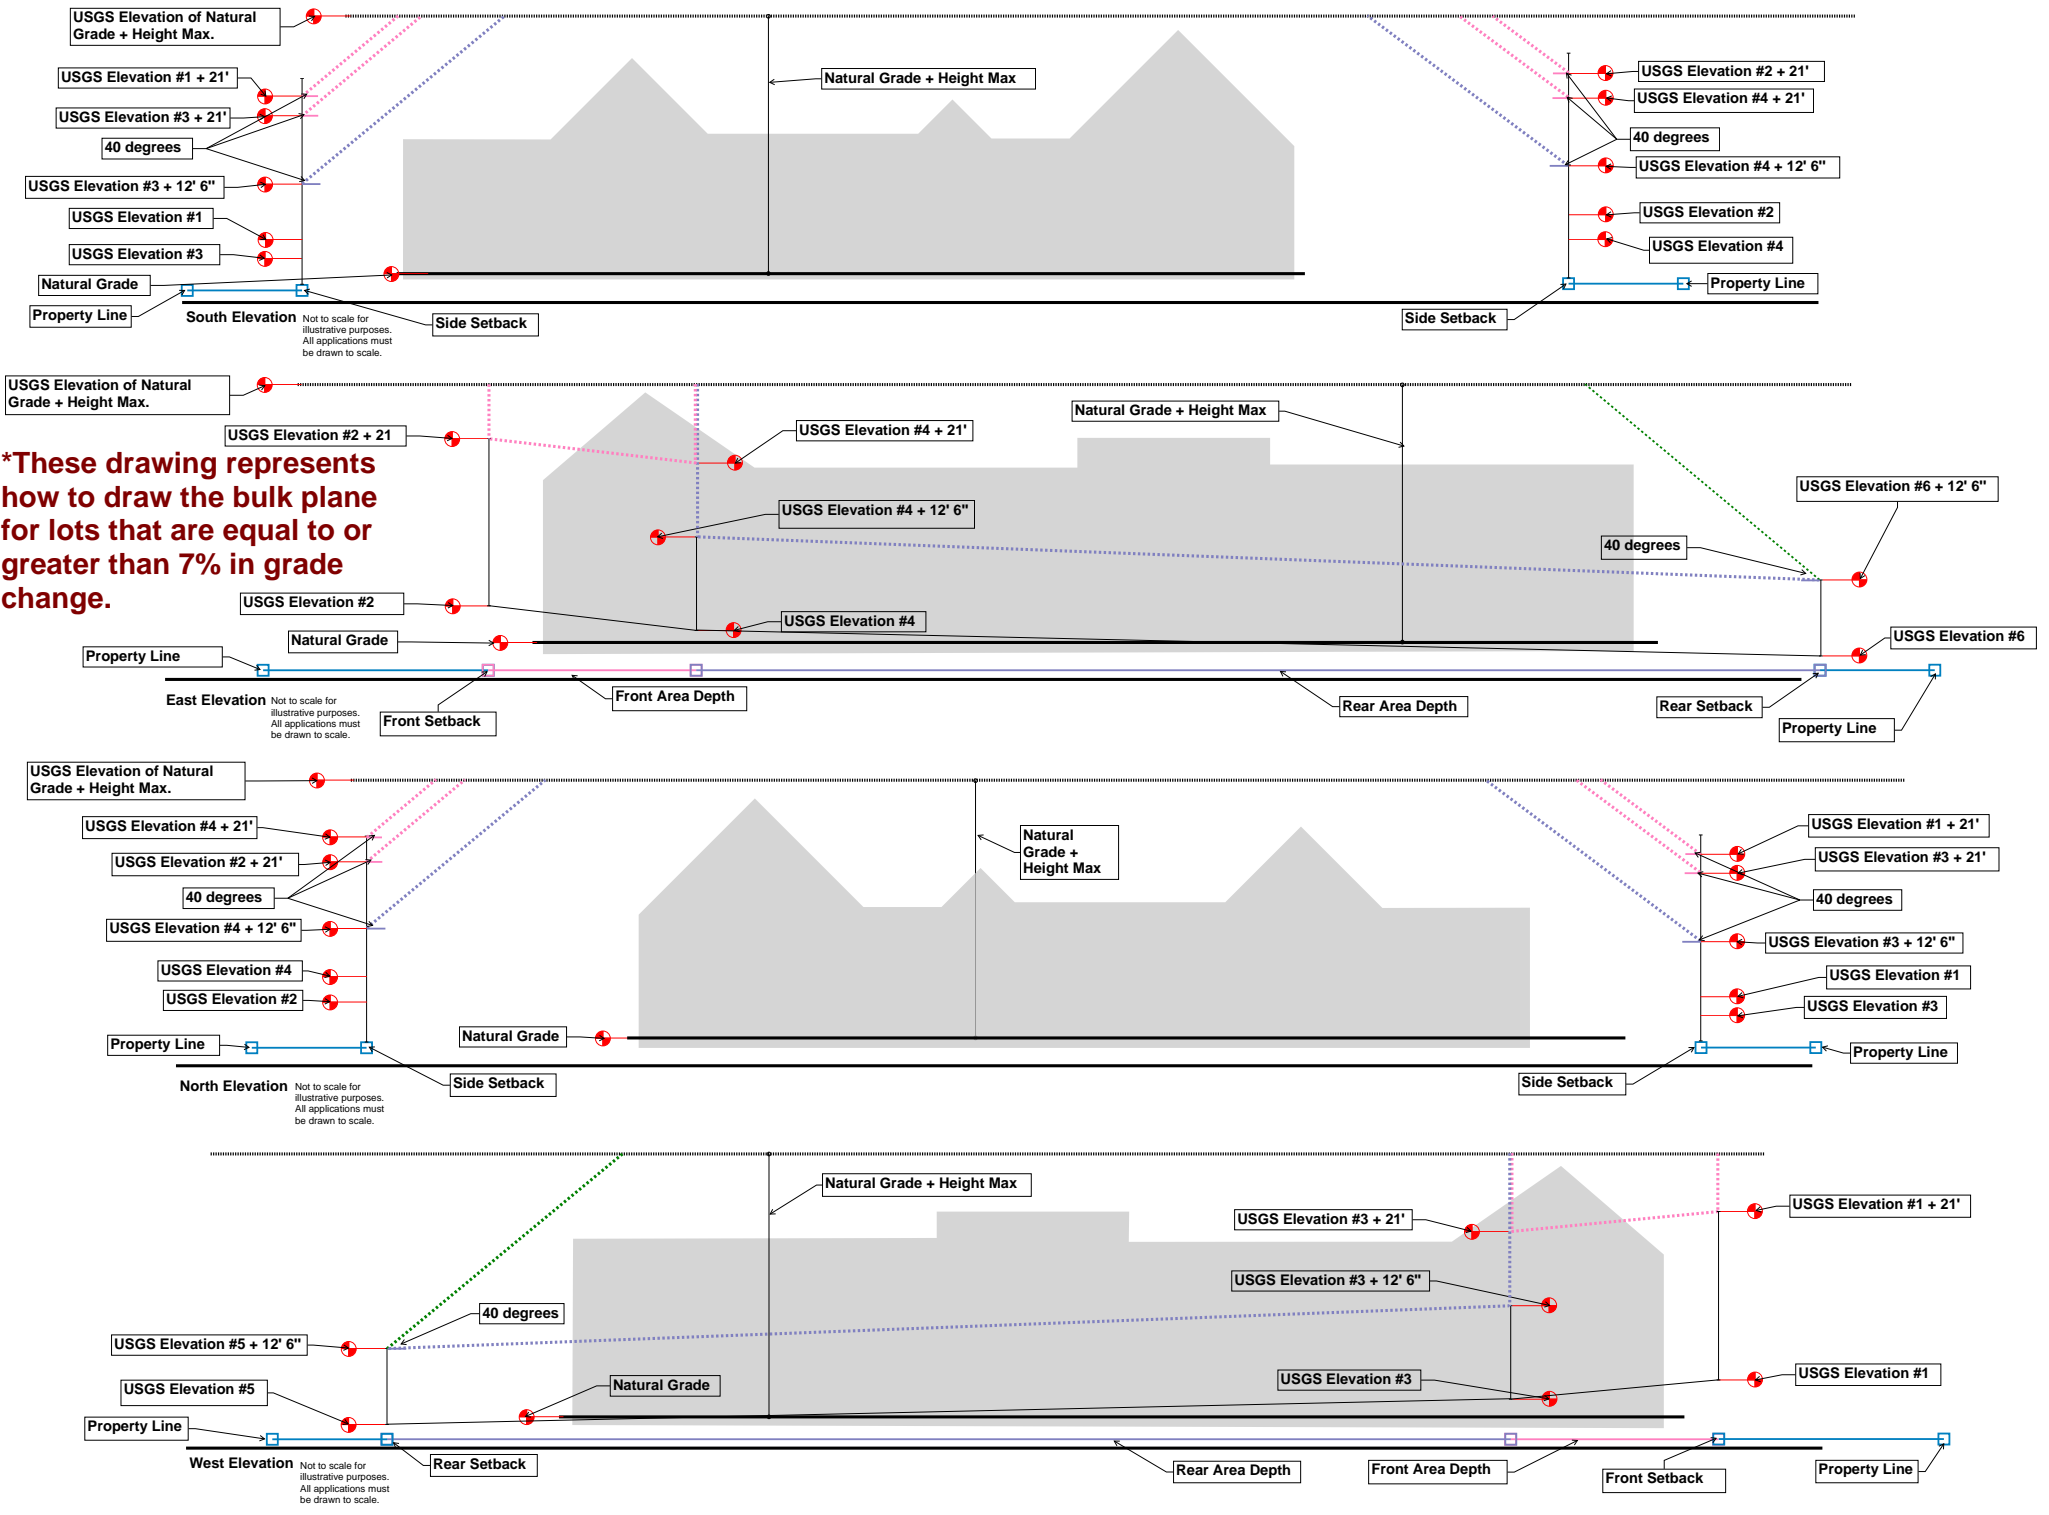 USGS Elevation of Natural
Grade + Height Max.
USGS Elevation #1 + 21'
USGS Elevation #3 + 21'
40 degrees
USGS Elevation #3 + 12' 6"
USGS Elevation #1
USGS Elevation #3
Natural Grade
Property Line
South Elevation
Not to scale for
illustrative purposes.
All applications must
be drawn to scale.
Side Setback
Natural Grade + Height Max
USGS Elevation #2 + 21'
USGS Elevation #4 + 21'
40 degrees
USGS Elevation #4 + 12' 6"
USGS Elevation #2
USGS Elevation #4
Property Line
Side Setback
USGS Elevation of Natural
Grade + Height Max.
USGS Elevation #2 + 21
*These drawing represents
how to draw the bulk plane
for lots that are equal to or
greater than 7% in grade
change.
USGS Elevation #4 + 21'
Natural Grade + Height Max
USGS Elevation #4 + 12' 6"
USGS Elevation #6 + 12' 6"
40 degrees
USGS Elevation #2
USGS Elevation #4
Natural Grade
USGS Elevation #6
Property Line
East Elevation
Not to scale for
illustrative purposes.
All applications must
be drawn to scale.
Front Setback
Front Area Depth
Rear Area Depth
Rear Setback
Property Line
USGS Elevation of Natural
Grade + Height Max.
USGS Elevation #4 + 21'
USGS Elevation #2 + 21'
40 degrees
USGS Elevation #4 + 12' 6"
USGS Elevation #4
USGS Elevation #2
Property Line
Natural Grade
North Elevation
Not to scale for
illustrative purposes.
All applications must
be drawn to scale.
Side Setback
Natural
Grade +
Height Max
USGS Elevation #1 + 21'
USGS Elevation #3 + 21'
40 degrees
USGS Elevation #3 + 12' 6"
USGS Elevation #1
USGS Elevation #3
Property Line
Side Setback
Natural Grade + Height Max
USGS Elevation #3 + 21'
USGS Elevation #1 + 21'
USGS Elevation #3 + 12' 6"
40 degrees
USGS Elevation #5 + 12' 6"
USGS Elevation #5
Natural Grade
USGS Elevation #3
USGS Elevation #1
Property Line
West Elevation
Not to scale for
illustrative purposes.
All applications must
be drawn to scale.
Rear Setback
Rear Area Depth
Front Area Depth
Front Setback
Property Line